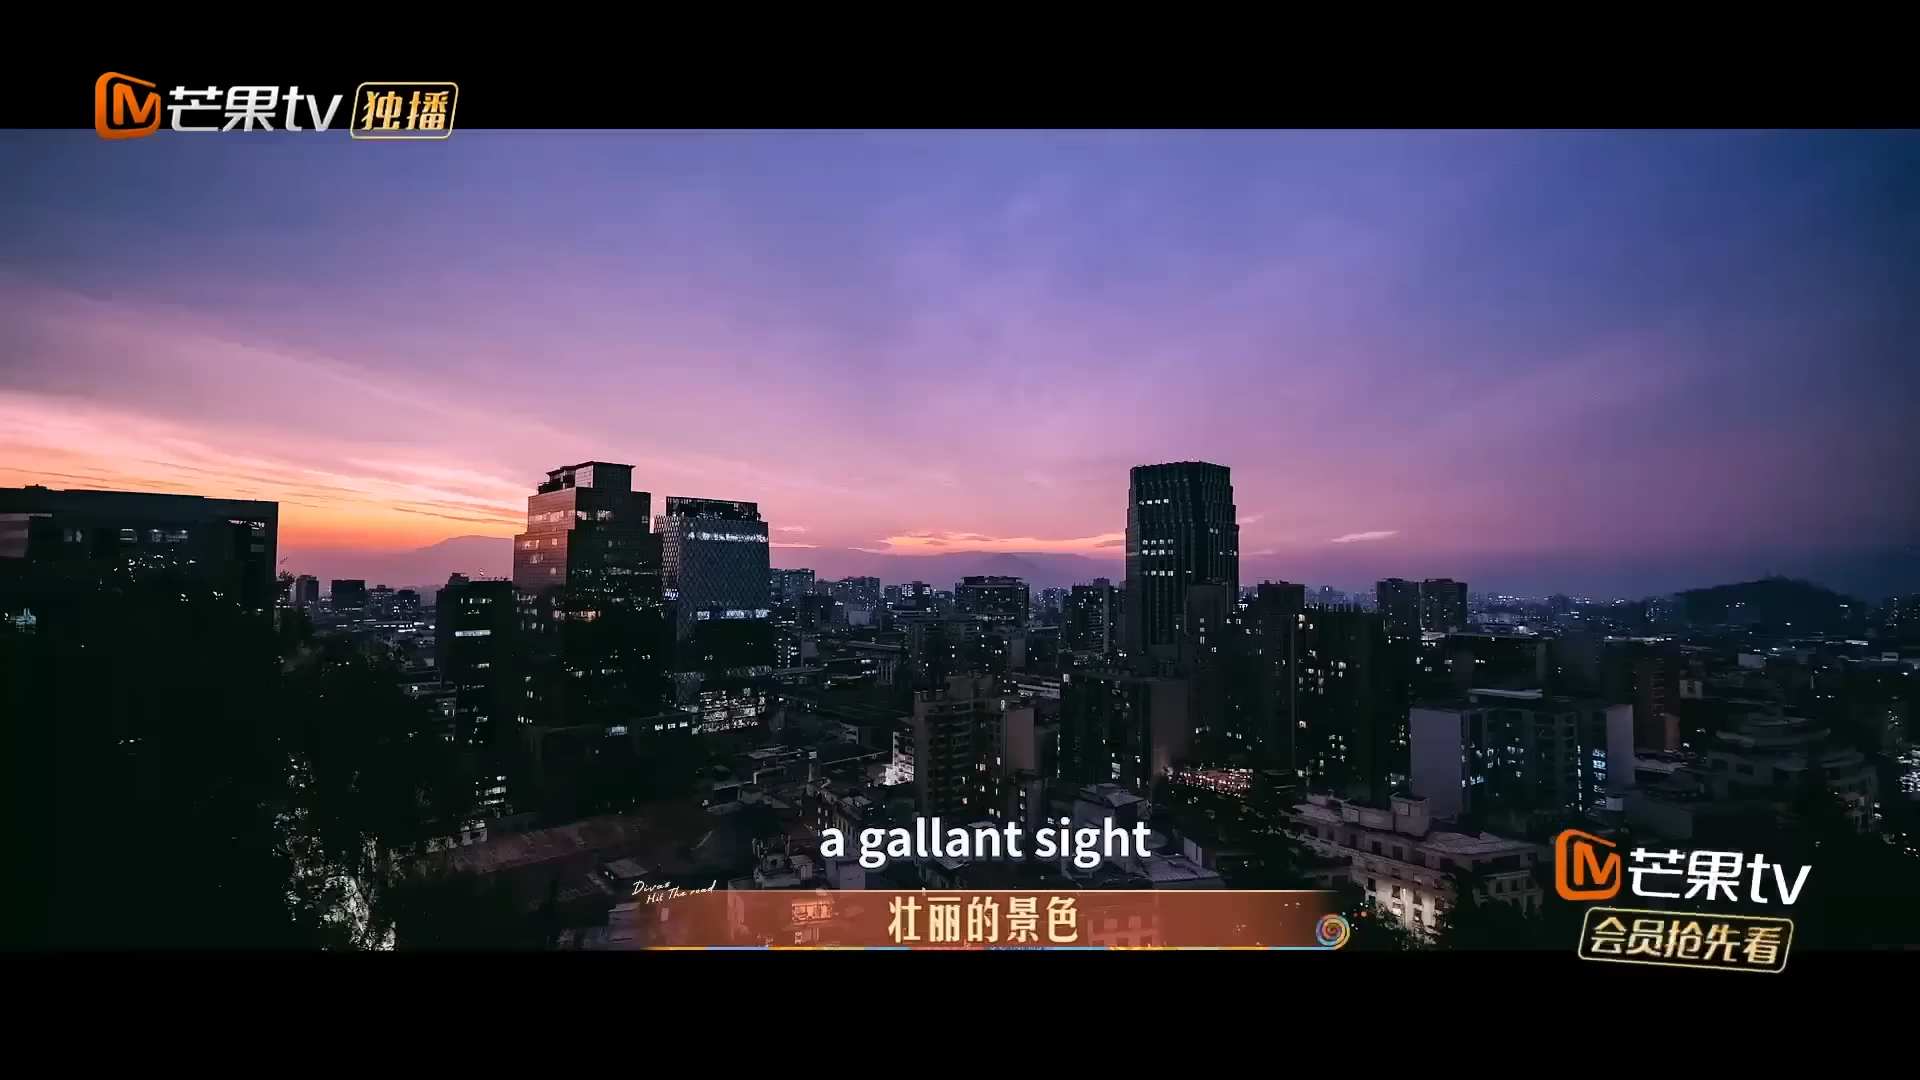 芒果tv 独播
a gallant sight
Divas
Hit The road
壮丽的景色
芒果tv
会员抢先看